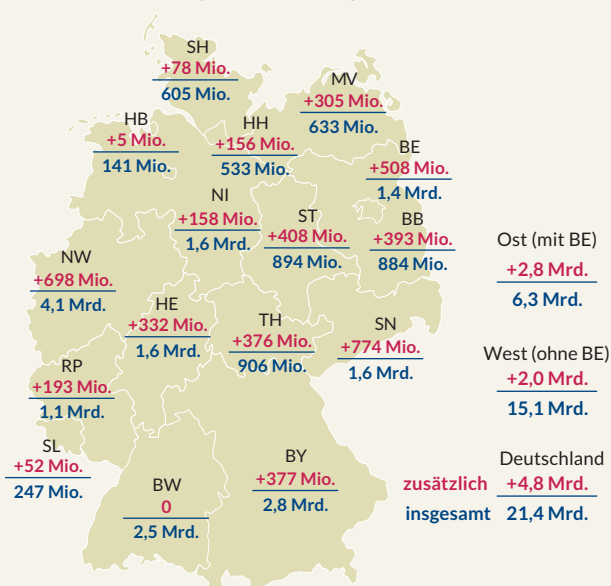 SH
+78 Mio.
605 Mio.
MV
+305 Mio.
633 Mio.
HB
+5 Mio.
141 Mio.
HH
+156 Mio.
533 Mio.
BE
+508 Mio.
1,4 Mrd.
NI
+158 Mio.
1,6 Mrd.
ST
+408 Mio.
894 Mio.
BB
+393 Mio.
884 Mio.
Ost (mit BE)
+2,8 Mrd.
6,3 Mrd.
NW
+698 Mio.
4,1 Mrd.
HE
+332 Mio.
1,6 Mrd.
TH
+376 Mio.
906 Mio.
SN
+774 Mio.
1,6 Mrd.
West (ohne BE)
+2,0 Mrd.
15,1 Mrd.
RP
+193 Mio.
1,1 Mrd.
SL
+52 Mio.
247 Mio.
BW
0
2,5 Mrd.
BY
+377 Mio.
2,8 Mrd.
Deutschland
zusätzlich +4,8 Mrd.
insgesamt 21,4 Mrd.